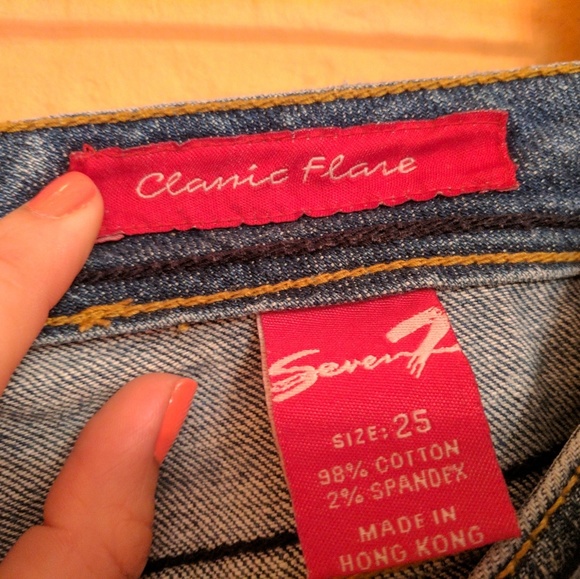 Classic Flare
Seven7
SIZE: 25
98% COTTON
2% SPANDEX
MADE IN
HONG KONG